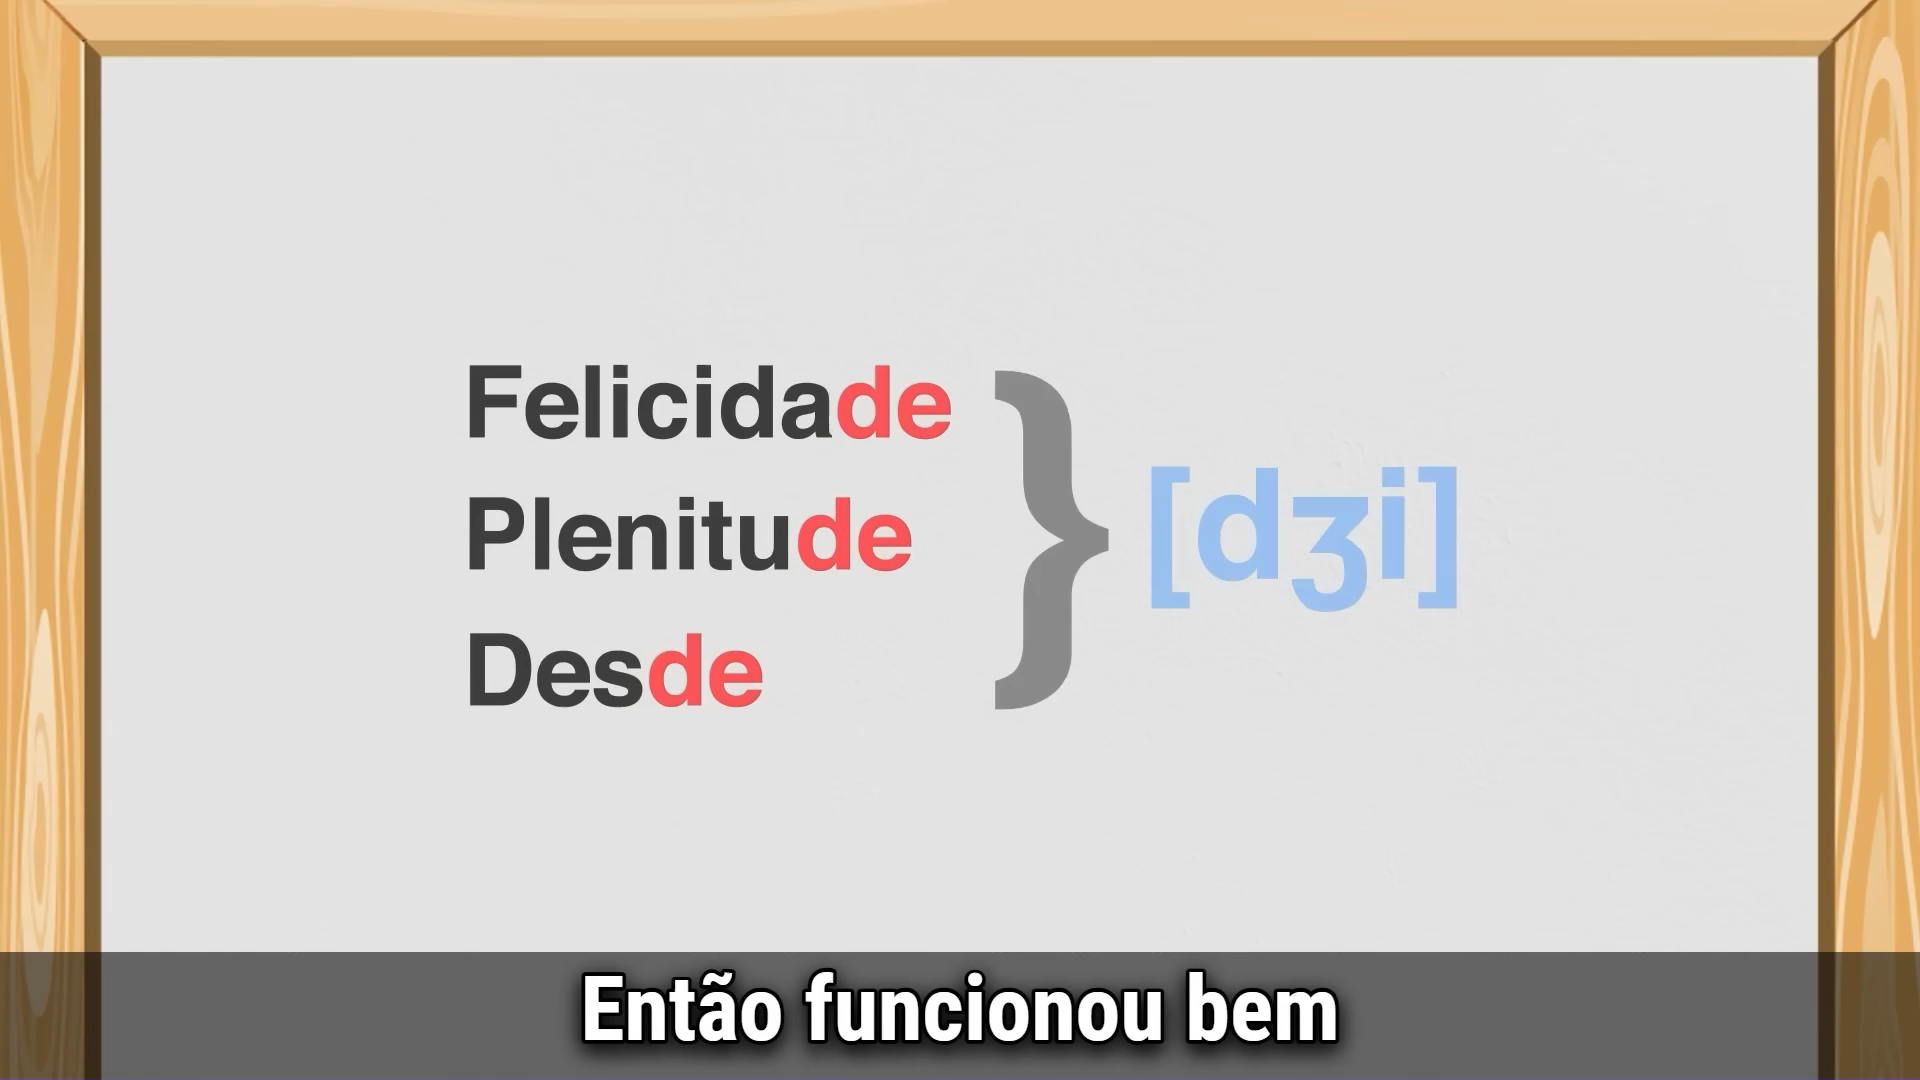 Felicidade
Plenitude
Desde
} [dʒi]
Então funcionou bem